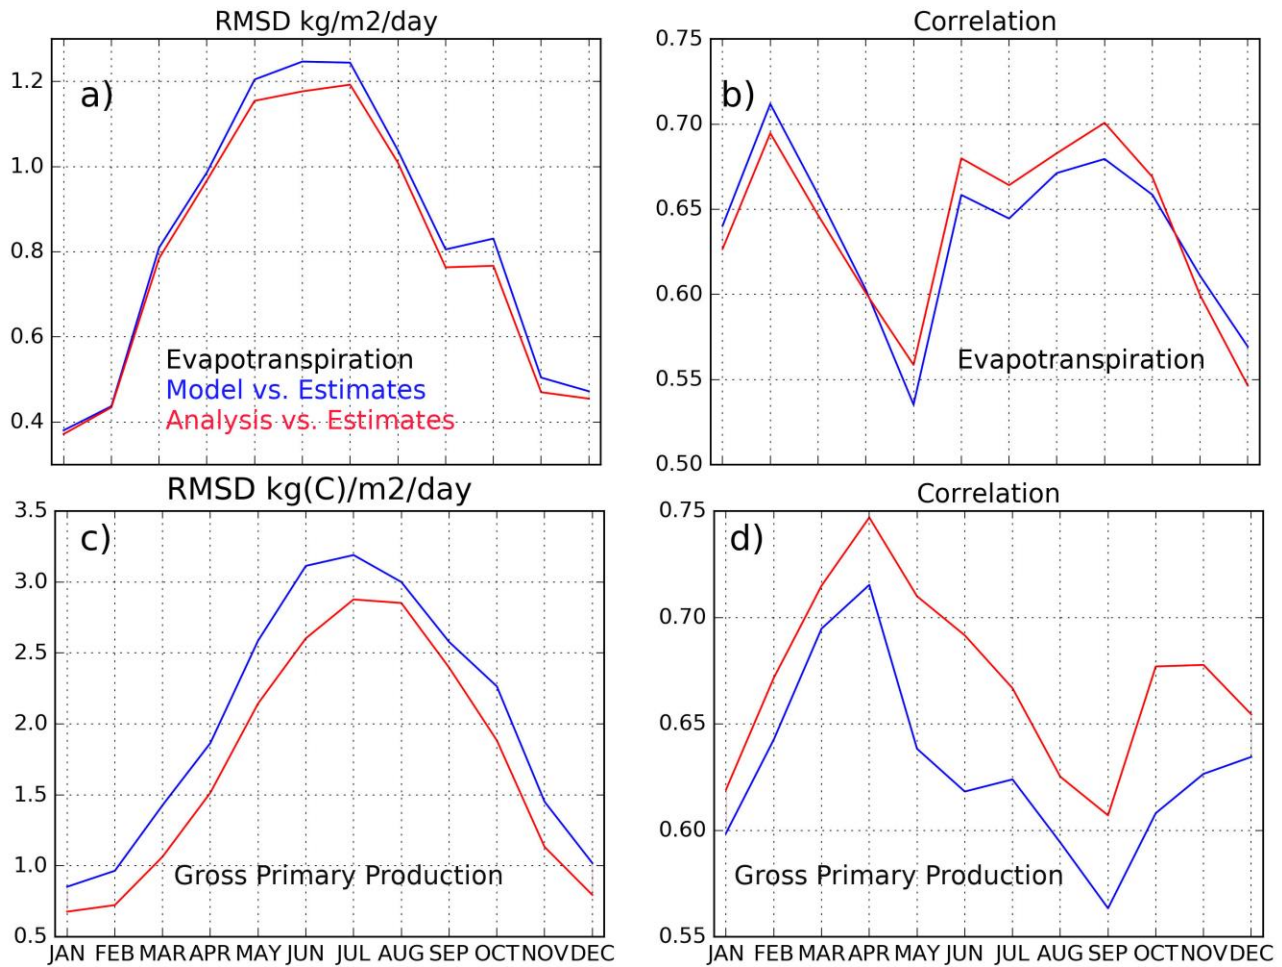 RMSD kg/m2/day
a)
1.2
1.0
0.8
0.6
0.4
Evapotranspiration
Model vs. Estimates
Analysis vs. Estimates
Correlation
b)
0.75
0.70
0.65
0.60
0.55
0.50
Evapotranspiration
RMSD kg(C)/m2/day
c)
3.5
3.0
2.5
2.0
1.5
1.0
0.5
Gross Primary Production
JAN FEB MAR APR MAY JUN JUL AUG SEP OCT NOV DEC
Correlation
d)
0.75
0.70
0.65
0.60
0.55
Gross Primary Production
JAN FEB MAR APR MAY JUN JUL AUG SEP OCT NOV DEC